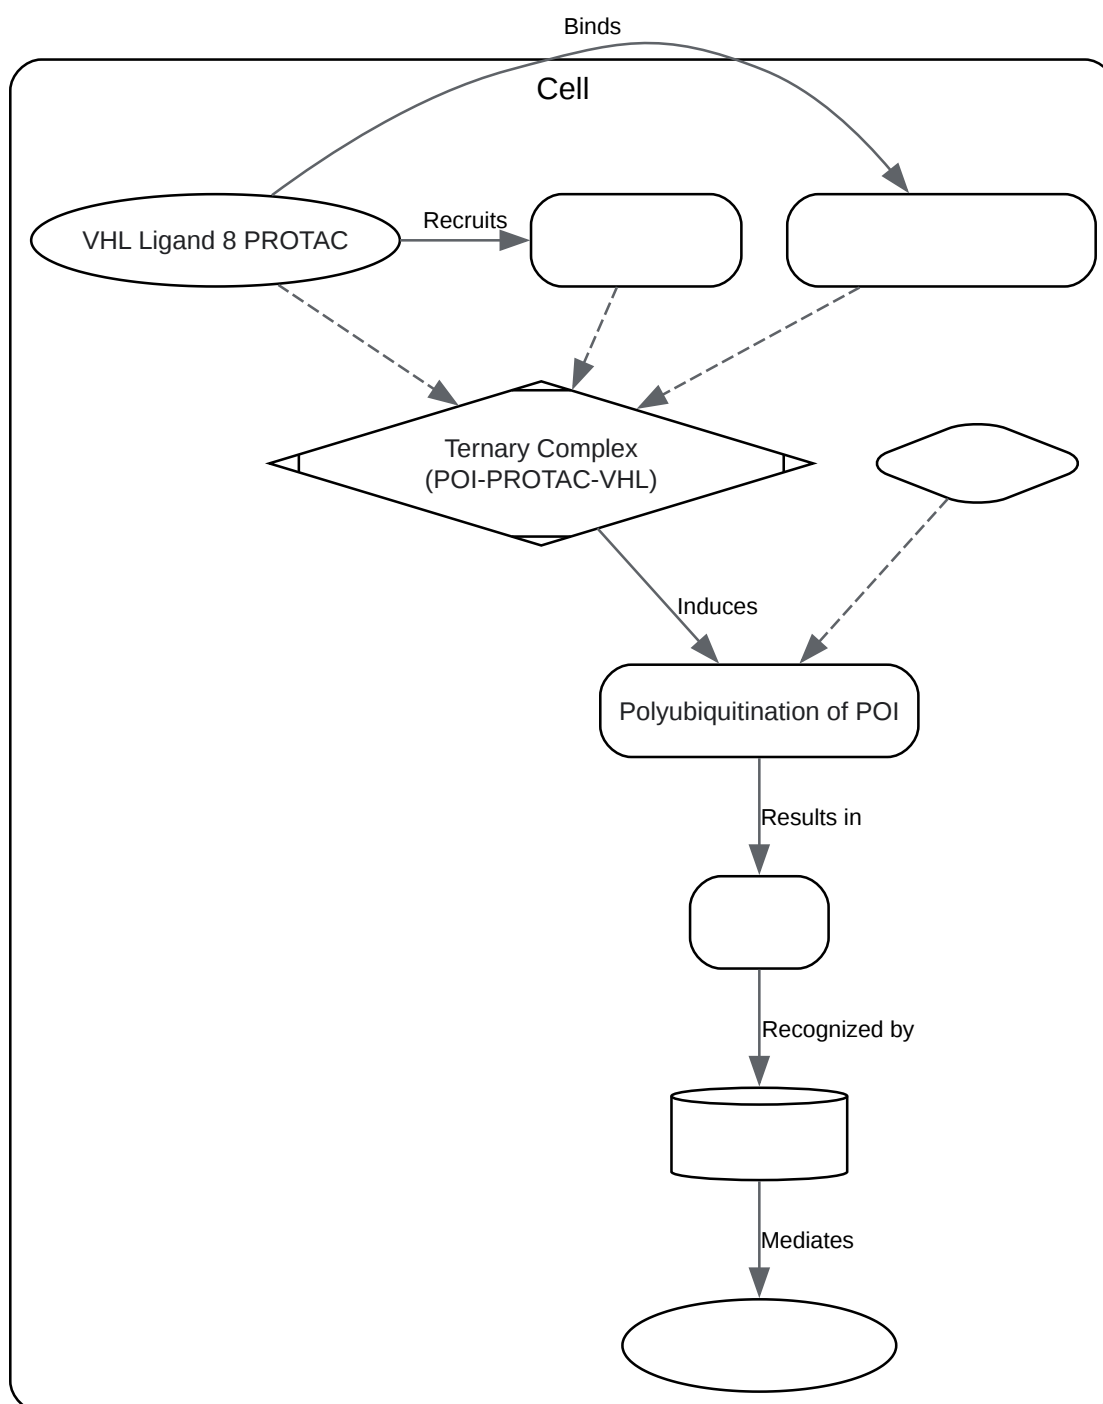 Binds
Cell
VHL Ligand 8 PROTAC
Recruits
Ternary Complex
(POI-PROTAC-VHL)
Induces
Polyubiquitination of POI
Results in
Recognized by
Mediates